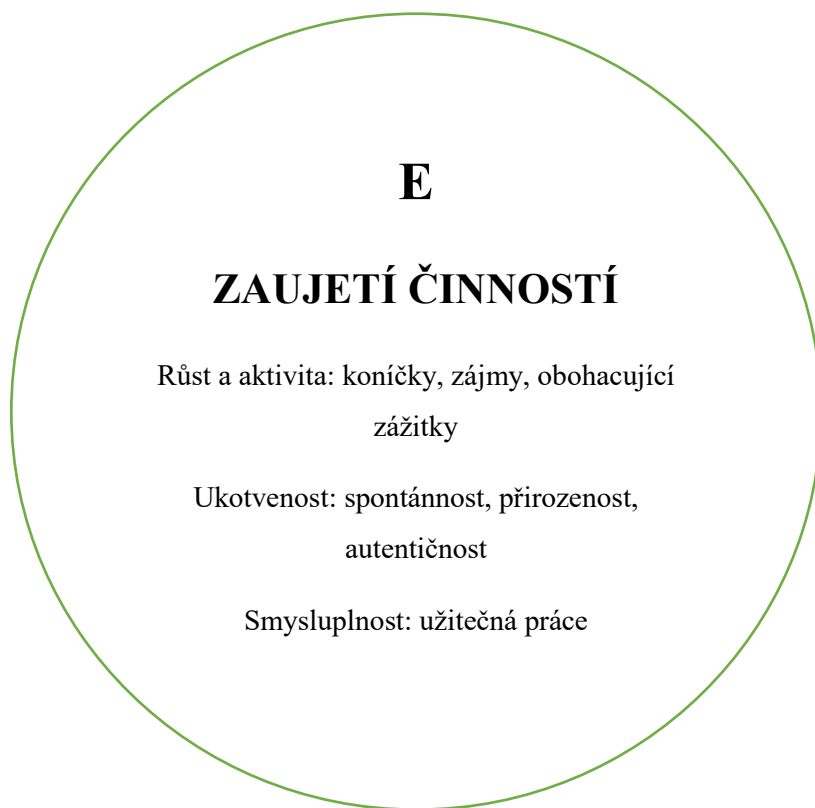 E
ZAUJETÍ ČINNOSTÍ
Růst a aktivita: koníčky, zájmy, obohacující
zážitky
Ukotvenost: spontánnost, přirozenost,
autentičnost
Smysluplnost: užitečná práce